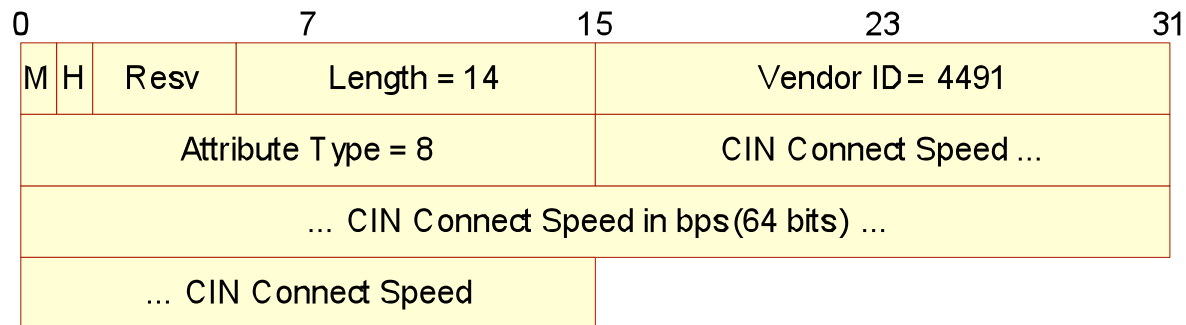 0 7 15 23 31
M H Resv Length = 14 Vendor ID= 4491
Attribute Type = 8 CIN Connect Speed ...
... CIN Connect Speed in bps(64 bits) ...
... CIN Connect Speed